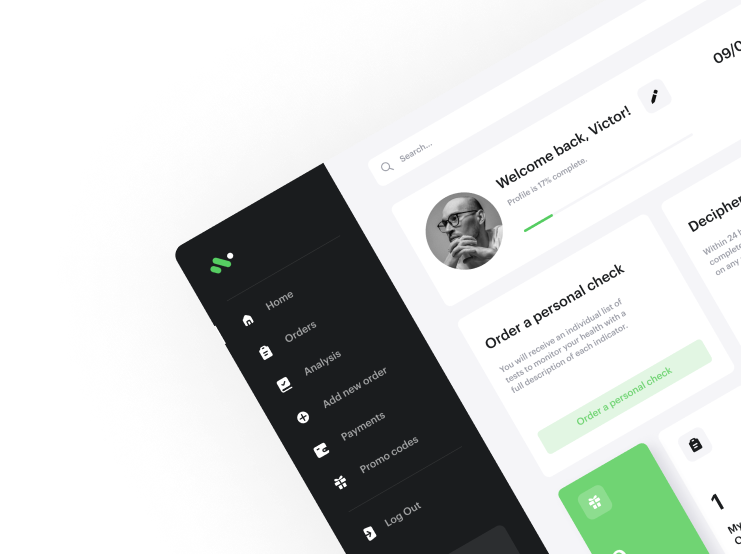 Home
Orders
Analysis
Add new order
Payments
Promo codes
Log Out
Search...
Welcome back, Victor!
Profile is 17% complete.
09/0
Order a personal check
You will receive an individual list of
tests to monitor your health with a
full description of each indicator.
Order a personal check
Decipher
Within 24 h
complete
on any
1
My